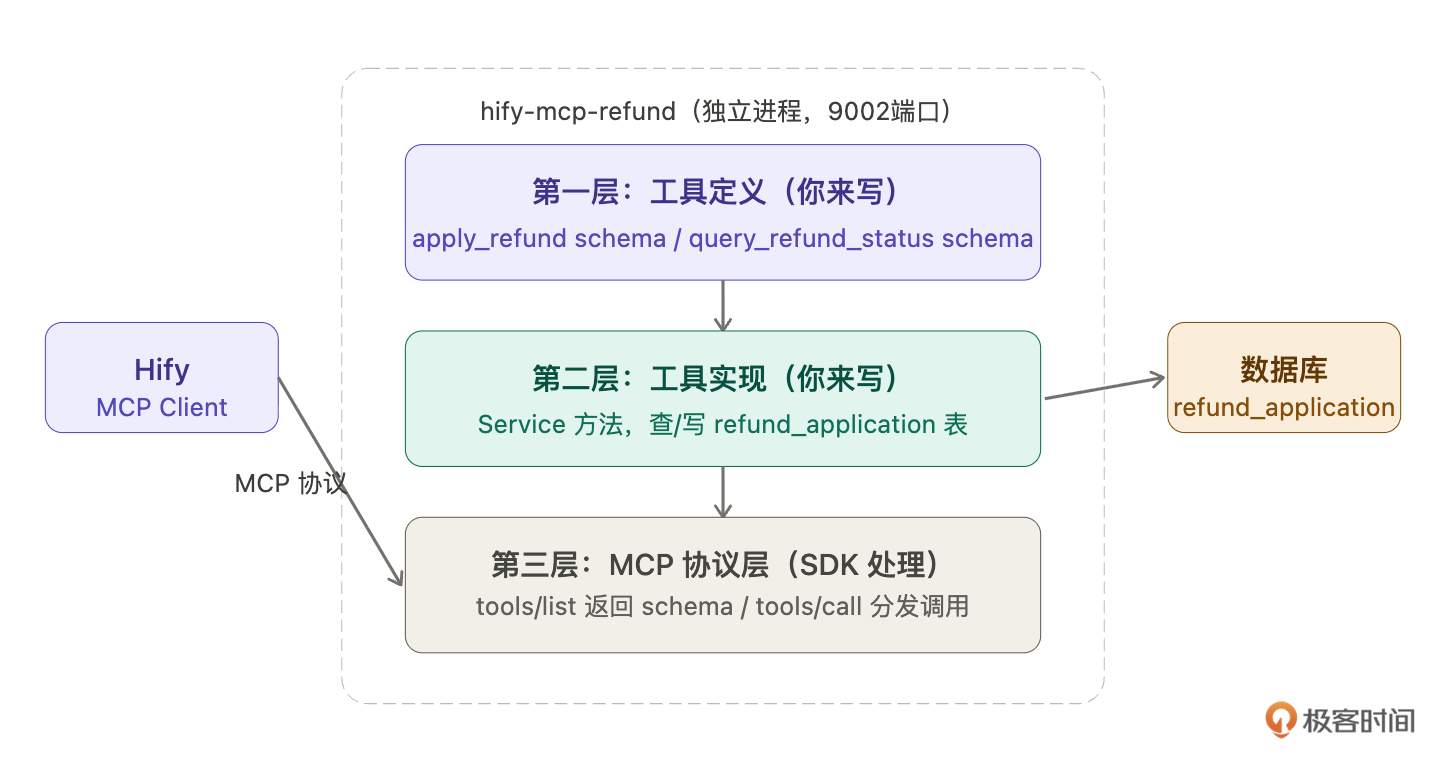 hify-mcp-refund（独立进程，9002端口）
第一层：工具定义（你来写）
apply_refund schema / query_refund_status schema
Hify
MCP Client
MCP 协议
第二层：工具实现（你来写）
Service 方法，查/写 refund_application 表
数据库
refund_application
第三层：MCP 协议层（SDK 处理）
tools/list 返回 schema / tools/call 分发调用
极客时间